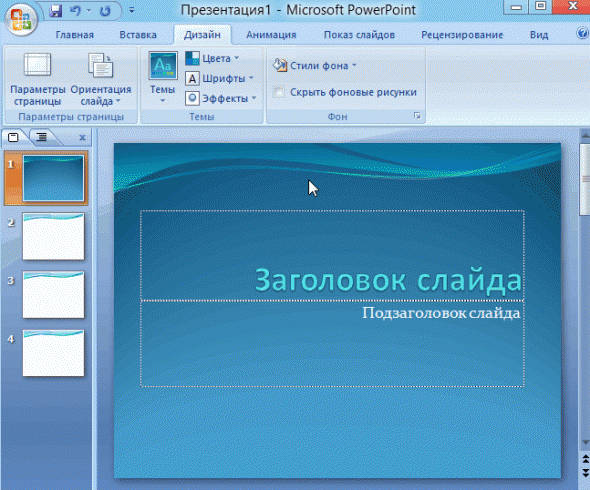 Презентация1 - Microsoft PowerPoint
Главная Вставка Дизайн Анимация Показ слайдов Рецензирование Вид
Параметры страницы
Ориентация слайда
Параметры страницы
Aa
Темы
Цвета
A Шрифты
Эффекты
Темы
Стили фона
Скрыть фоновые рисунки
Фон
1
2
3
4
Заголовок слайда
Подзаголовок слайда